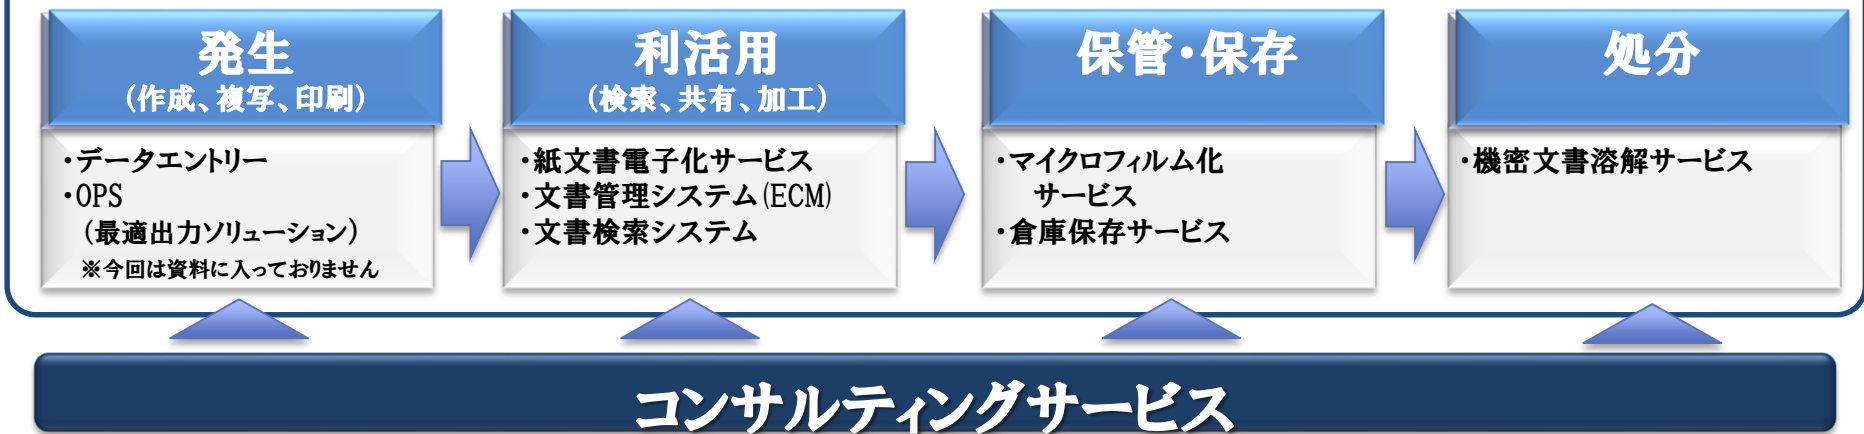 発生
(作成、複写、印刷)
・データエントリー
・OPS
(最適出力ソリューション)
※今回は資料に入っておりません
利活用
(検索、共有、加工)
・紙文書電子化サービス
・文書管理システム(ECM)
・文書検索システム
保管・保存
・マイクロフィルム化
サービス
・倉庫保存サービス
処分
・機密文書溶解サービス
コンサルティングサービス